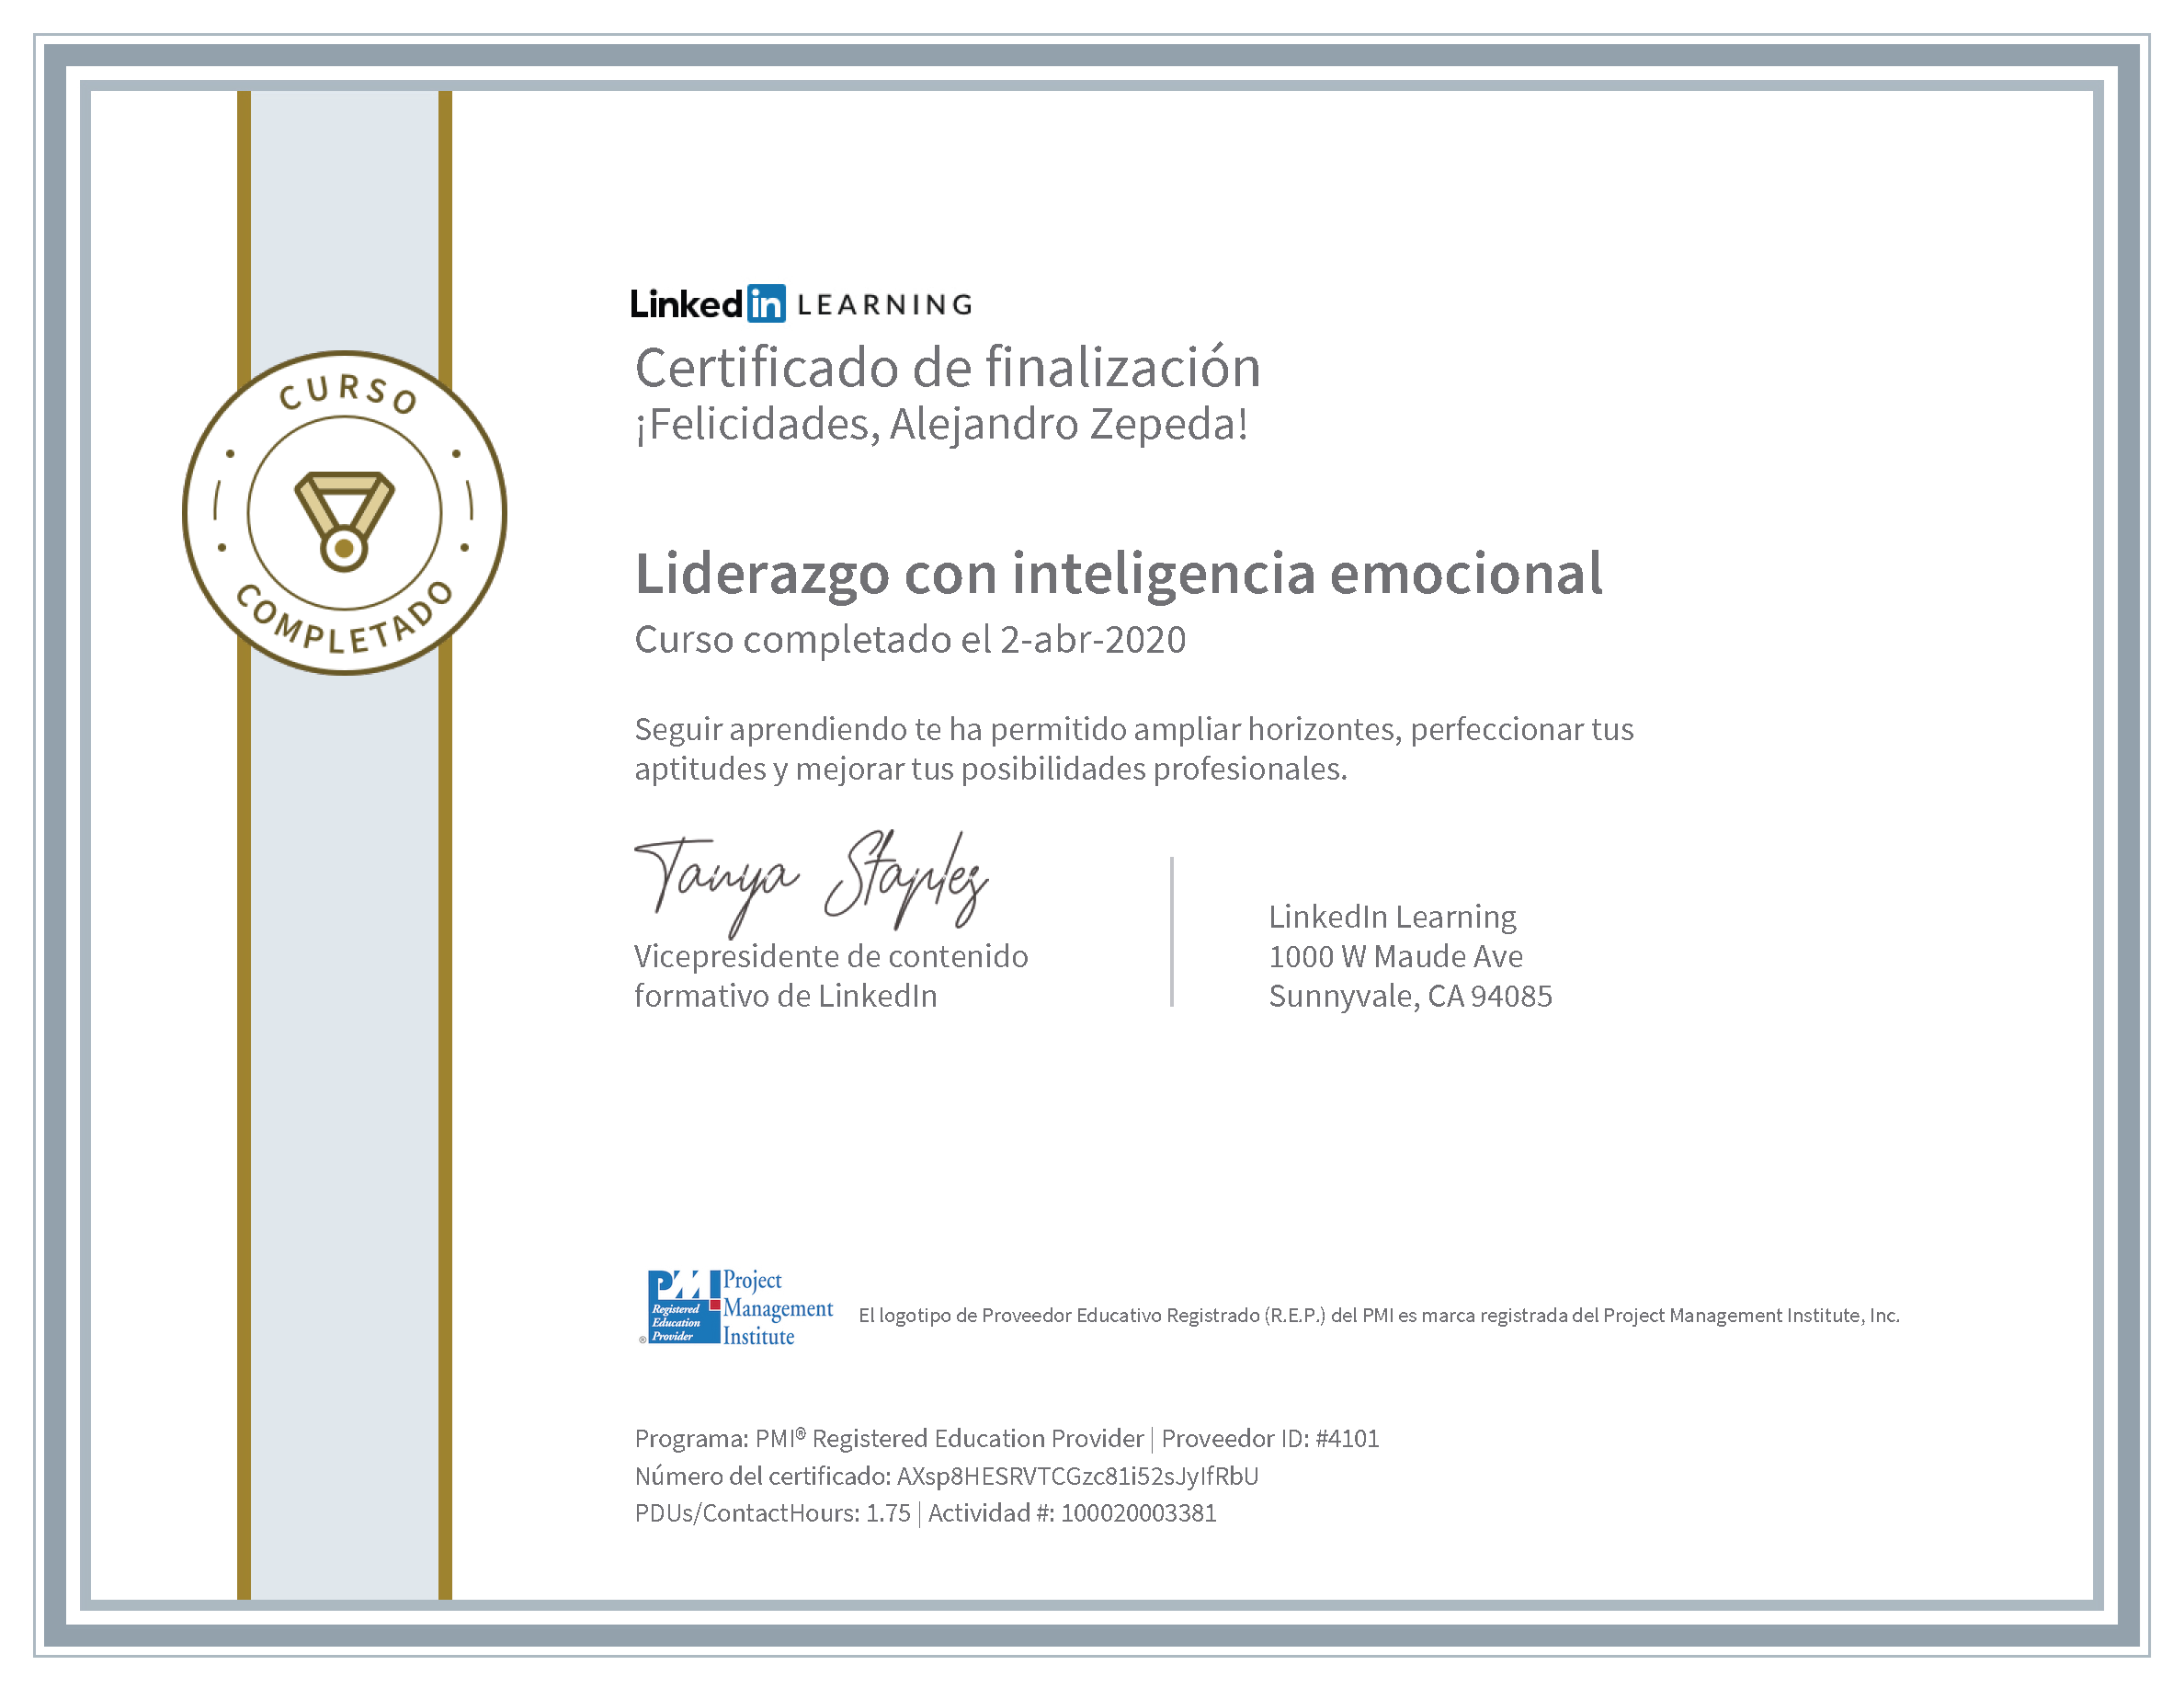 CURSO
COMPLETADO
Linked in LEARNING
Certificado de finalización
¡Felicidades, Alejandro Zepeda!
Liderazgo con inteligencia emocional
Curso completado el 2-abr-2020
Seguir aprendiendo te ha permitido ampliar horizontes, perfeccionar tus
aptitudes y mejorar tus posibilidades profesionales.
Tanya Staples
Vicepresidente de contenido
formativo de LinkedIn
LinkedIn Learning
1000 W Maude Ave
Sunnyvale, CA 94085
PMI
Registered
Education
® Provider
Project
Management
Institute
El logotipo de Proveedor Educativo Registrado (R.E.P.) del PMI es marca registrada del Project Management Institute, Inc.
Programa: PMI® Registered Education Provider | Proveedor ID: #4101
Número del certificado: AXsp8HESRVTCGzc81i52sJyIfRbU
PDUs/ContactHours: 1.75 | Actividad #: 100020003381